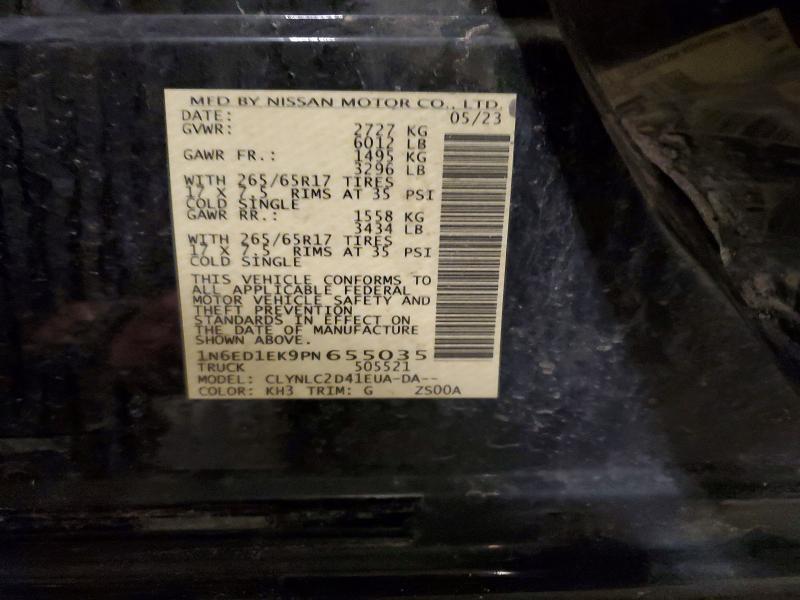 MFD BY NISSAN MOTOR CO., LTD.
DATE: 05/23
GVWR: 2727 KG
6012 LB
GAWR FR.: 1495 KG
3296 LB
WITH 265/65R17 TIRES
17 X 7.5 RIMS AT 35 PSI
COLD SINGLE
GAWR RR.: 1558 KG
3434 LB
WITH 265/65R17 TIRES
17 X 7.5 RIMS AT 35 PSI
COLD SINGLE
THIS VEHICLE CONFORMS TO
ALL APPLICABLE FEDERAL
MOTOR VEHICLE SAFETY AND
THEFT PREVENTION
STANDARDS IN EFFECT ON
THE DATE OF MANUFACTURE
SHOWN ABOVE.
1N6ED1EK9PN655035
TRUCK 505521
MODEL: CLYNLC2D41EUA-DA--
COLOR: KH3 TRIM: G ZS00A